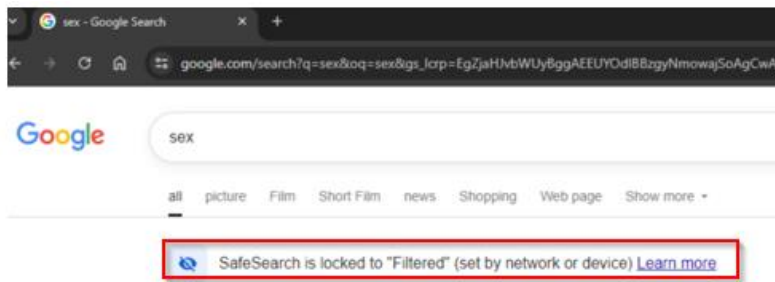 sex - Google Search
google.com/search?q=sex&oq=sex&gs_lcrp=
Google
sex
all picture Film Short Film news Shopping Web page Show more
SafeSearch is locked to "Filtered" (set by network or device) Learn more